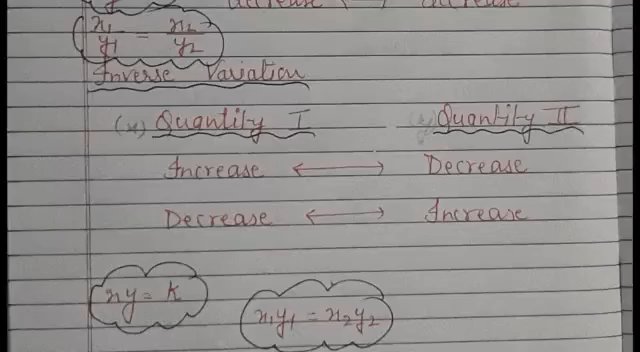 x₁/y₁ = x₂/y₂
Inverse Variation
(x) Quantity I (y) Quantity II
Increase ⟷ Decrease
Decrease ⟷ Increase
xy = k
x₁y₁ = x₂y₂